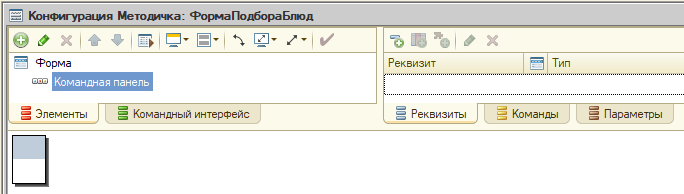 Конфигурация Методичка: ФормаПодбораБлюд
Форма
Командная панель
Элементы Командный интерфейс
Реквизит Тип
Реквизиты Команды Параметры